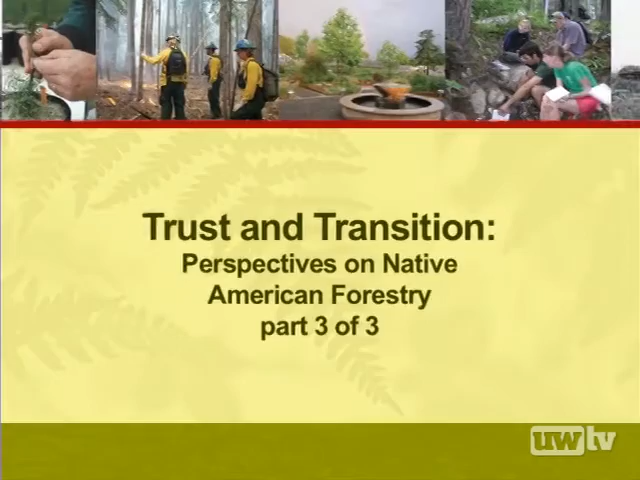 Trust and Transition:
Perspectives on Native
American Forestry
part 3 of 3
uwtv